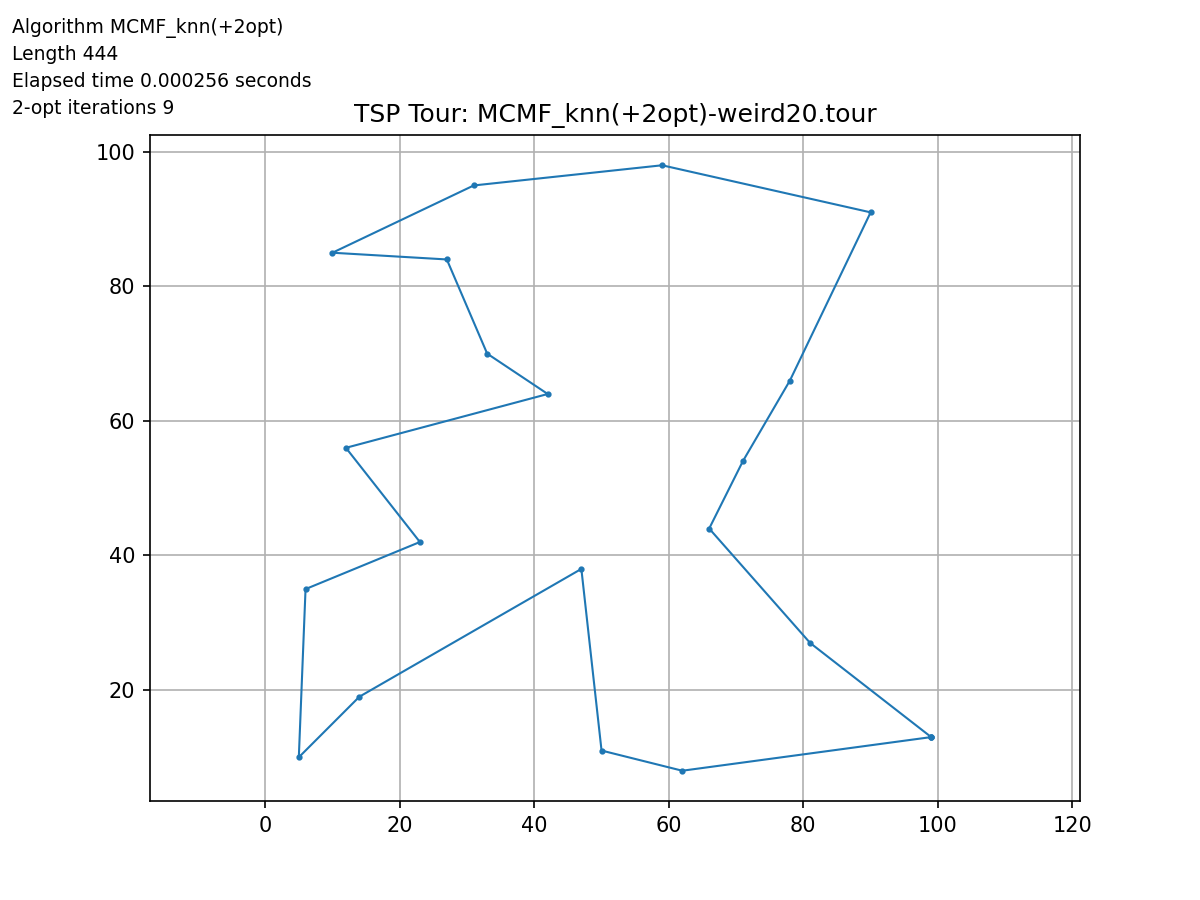 Algorithm MCMF_knn(+2opt)
Length 444
Elapsed time 0.000256 seconds
2-opt iterations 9
TSP Tour: MCMF_knn(+2opt)-weird20.tour
100
80
60
40
20
0 20 40 60 80 100 120